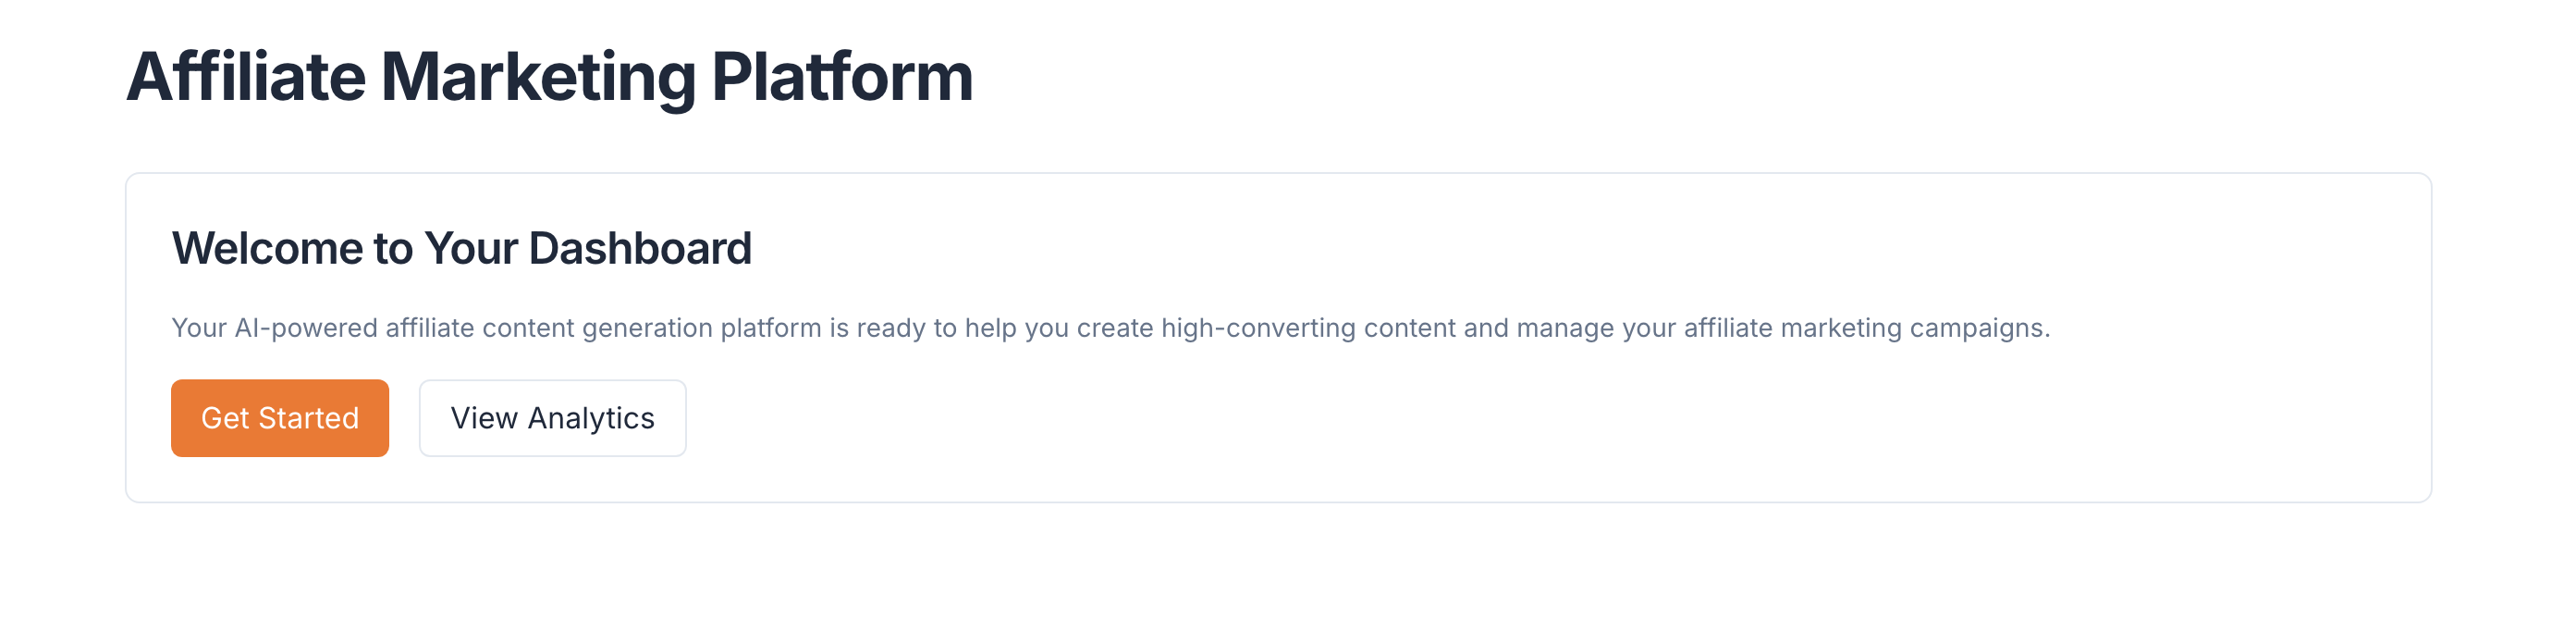 Affiliate Marketing Platform
Welcome to Your Dashboard
Your AI-powered affiliate content generation platform is ready to help you create high-converting content and manage your affiliate marketing campaigns.
Get Started
View Analytics